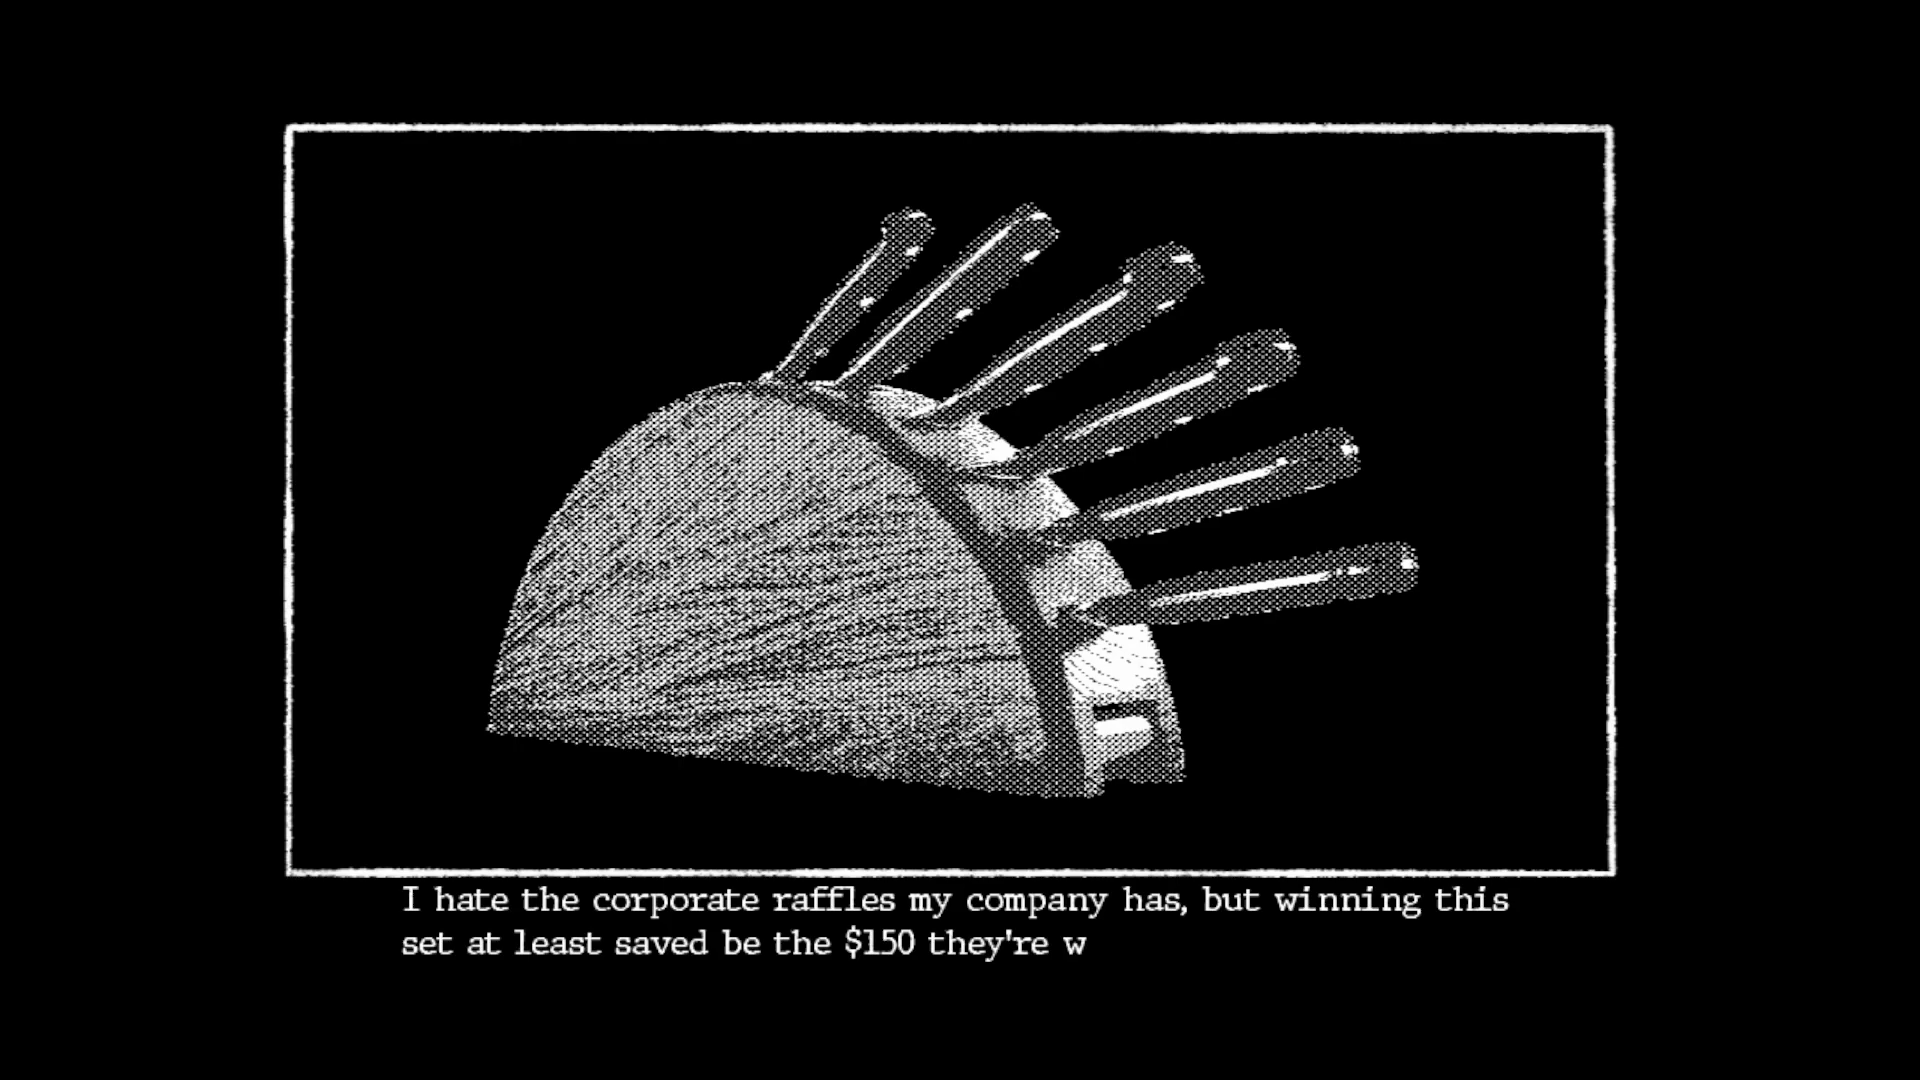 I hate the corporate raffles my company has, but winning this
set at least saved be the $150 they're w